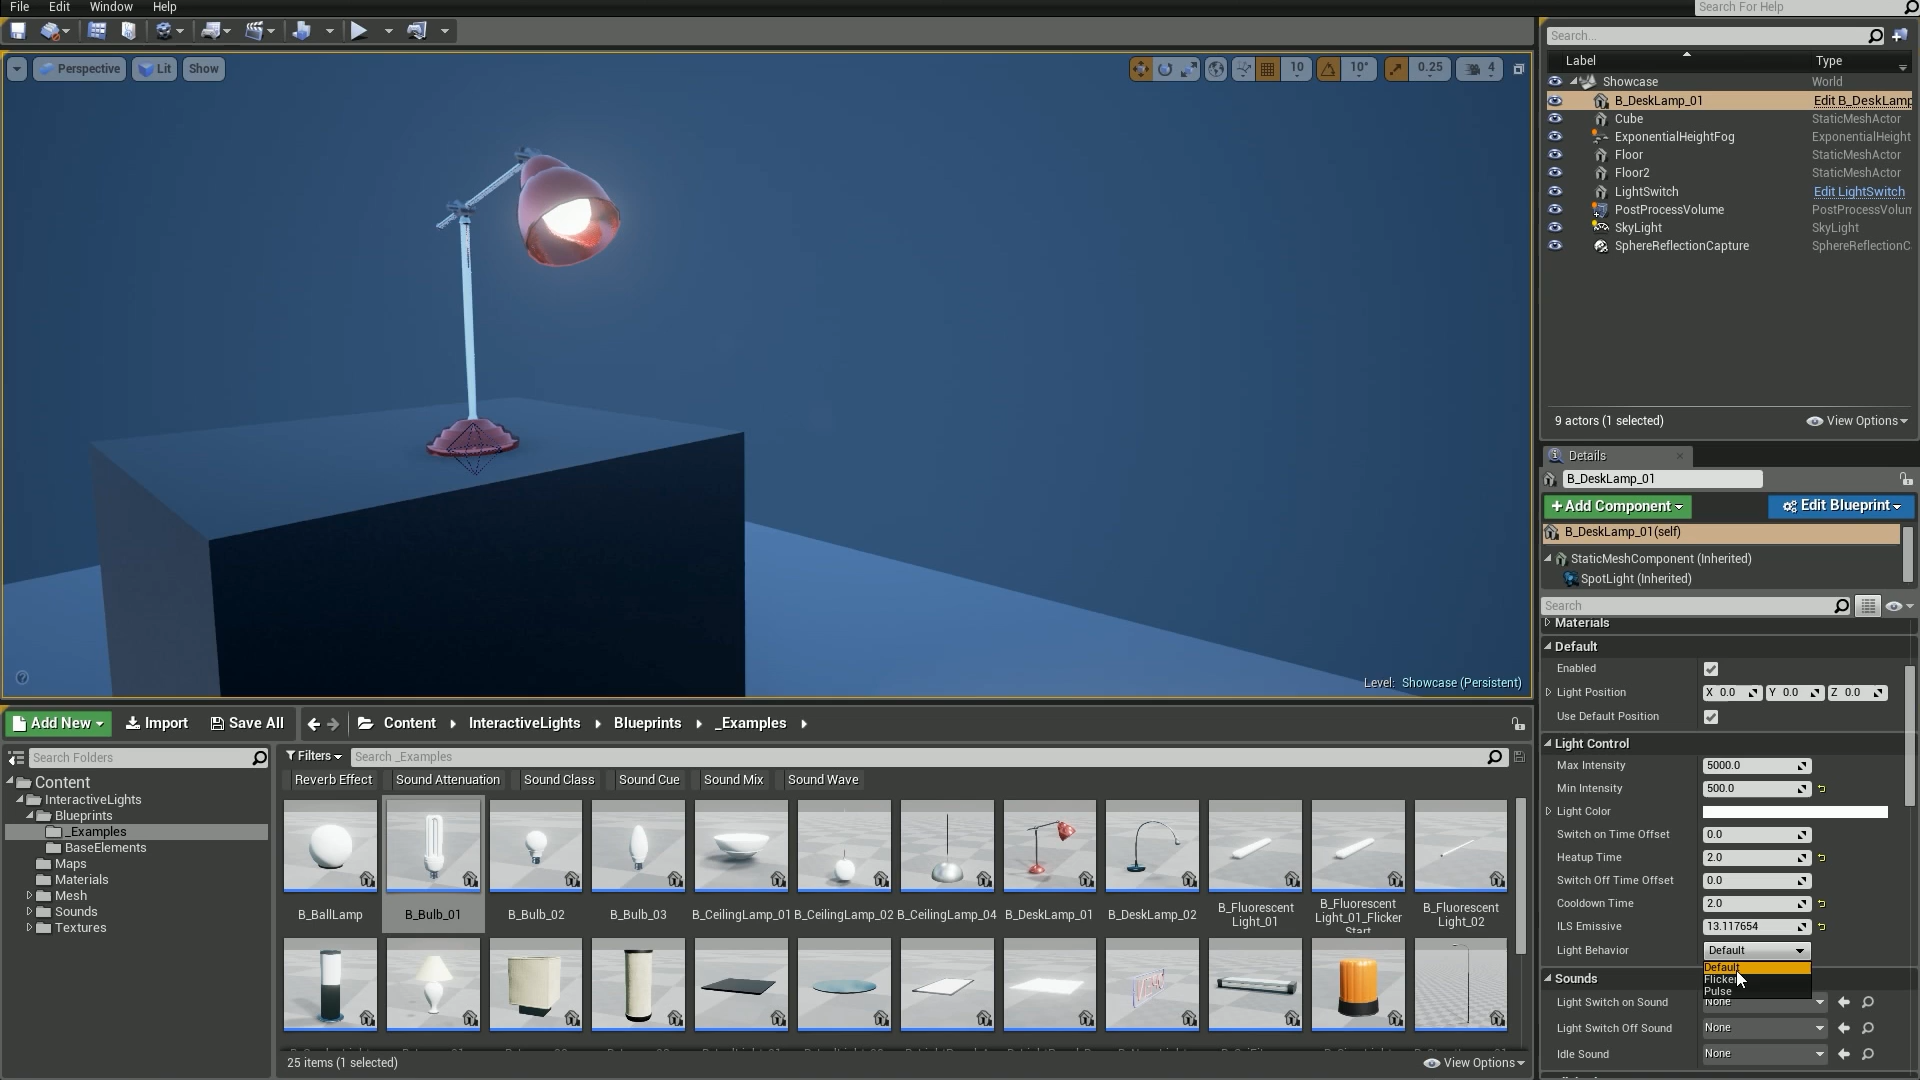 File Edit Window Help
Search For Help
Perspective Lit Show
10 10° 0.25 4
Level: Showcase (Persistent)
Search...
Label Type
Showcase World
B_DeskLamp_01 Edit B_DeskLamp
Cube StaticMeshActor
ExponentialHeightFog ExponentialHeight
Floor StaticMeshActor
Floor2 StaticMeshActor
LightSwitch Edit LightSwitch
PostProcessVolume PostProcessVolum
SkyLight SkyLight
SphereReflectionCapture SphereReflectionC
9 actors (1 selected) View Options
Details
B_DeskLamp_01
+Add Component Edit Blueprint
B_DeskLamp_01(self)
StaticMeshComponent (Inherited)
SpotLight (Inherited)
Search
Materials
Default
Enabled
Light Position X 0.0 Y 0.0 Z 0.0
Use Default Position
Light Control
Max Intensity 5000.0
Min Intensity 500.0
Light Color
Switch on Time Offset 0.0
Heatup Time 2.0
Switch Off Time Offset 0.0
Cooldown Time 2.0
ILS Emissive 13.117654
Light Behavior Default
Default
Flicker
Pulse
Sounds
Light Switch on Sound None
Light Switch Off Sound None
Idle Sound None
Add New Import Save All Content InteractiveLights Blueprints _Examples
Search Folders
Content
InteractiveLights
Blueprints
_Examples
BaseElements
Maps
Materials
Mesh
Sounds
Textures
Filters Search _Examples
Reverb Effect Sound Attenuation Sound Class Sound Cue Sound Mix Sound Wave
B_BallLamp B_Bulb_01 B_Bulb_02 B_Bulb_03 B_CeilingLamp_01 B_CeilingLamp_02 B_CeilingLamp_04 B_DeskLamp_01 B_DeskLamp_02 B_Fluorescent Light_01 B_Fluorescent Light_01_Flicker Start B_Fluorescent Light_02
25 items (1 selected) View Options